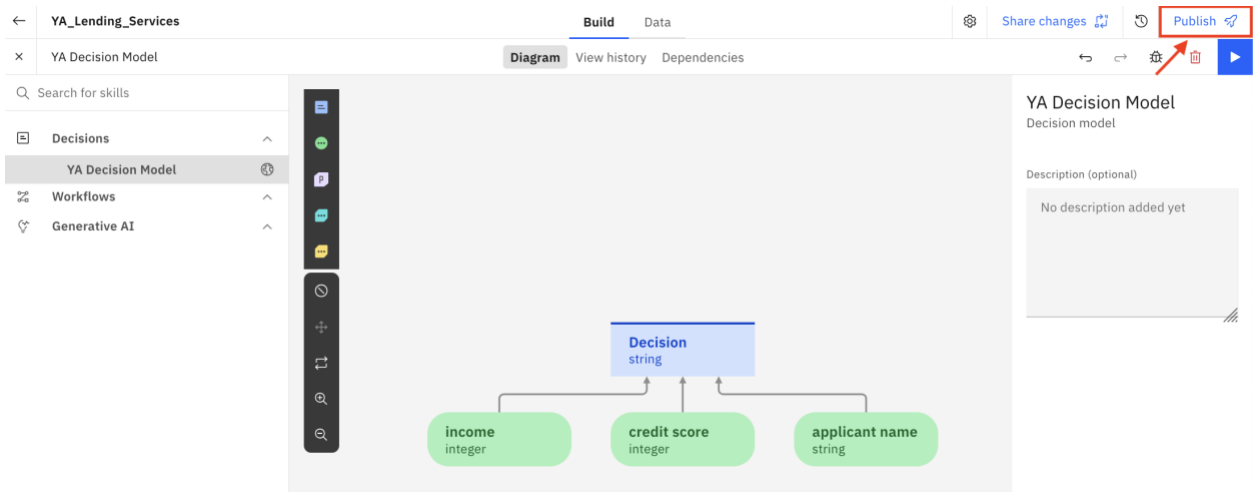 YA_Lending_Services
Build
Data
Share changes
Publish
YA Decision Model
Diagram
View history
Dependencies
Search for skills
Decisions
YA Decision Model
Workflows
Generative AI
P
Decision
string
income
integer
credit score
integer
applicant name
string
YA Decision Model
Decision model
Description (optional)
No description added yet